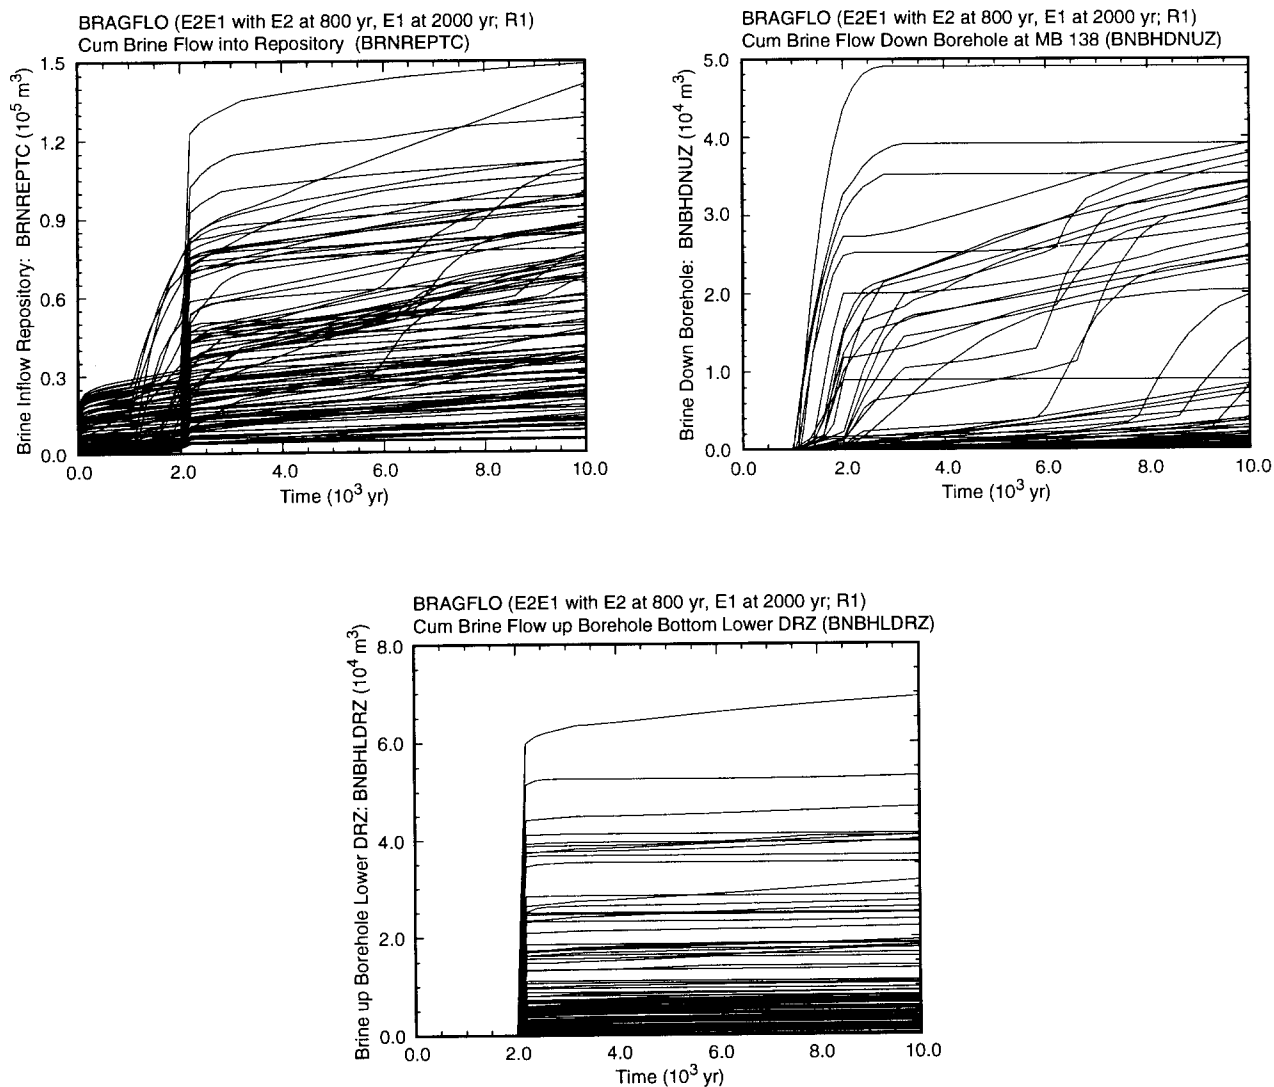 BRAGFLO (E2E1 with E2 at 800 yr, E1 at 2000 yr; R1)
Cum Brine Flow into Repository (BRNREPTC)
Brine Inflow Repository: BRNREPTC (10^5 m^3)
1.5
1.2
0.9
0.6
0.3
0.0
0.0 2.0 4.0 6.0 8.0 10.0
Time (10^3 yr)
BRAGFLO (E2E1 with E2 at 800 yr, E1 at 2000 yr; R1)
Cum Brine Flow Down Borehole at MB 138 (BNBHDNUZ)
Brine Down Borehole: BNBHDNUZ (10^4 m^3)
5.0
4.0
3.0
2.0
1.0
0.0
0.0 2.0 4.0 6.0 8.0 10.0
Time (10^3 yr)
BRAGFLO (E2E1 with E2 at 800 yr, E1 at 2000 yr; R1)
Cum Brine Flow up Borehole Bottom Lower DRZ (BNBHLDRZ)
Brine up Borehole Lower DRZ: BNBHLDRZ (10^4 m^3)
8.0
6.0
4.0
2.0
0.0
0.0 2.0 4.0 6.0 8.0 10.0
Time (10^3 yr)